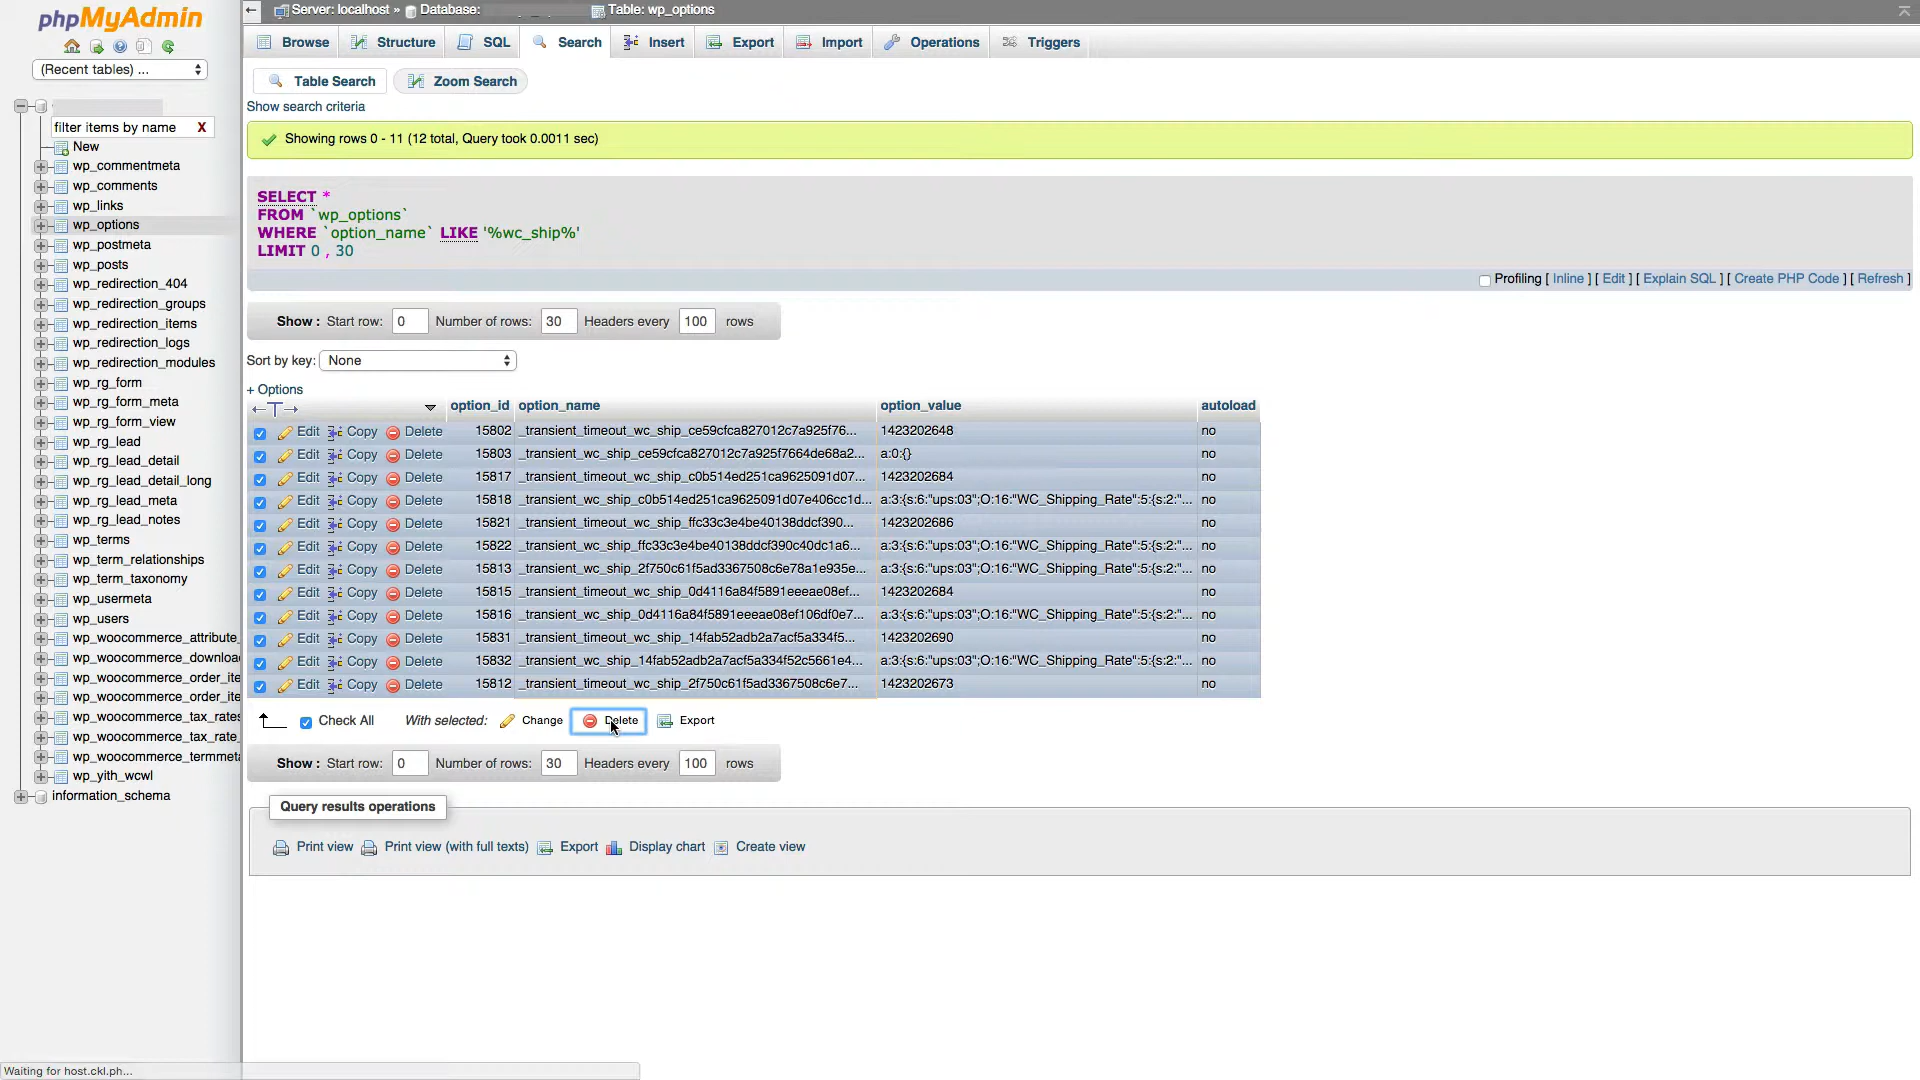 phpMyAdmin
(Recent tables) ...
filter items by name X
New
wp_commentmeta
wp_comments
wp_links
wp_options
wp_postmeta
wp_posts
wp_redirection_404
wp_redirection_groups
wp_redirection_items
wp_redirection_logs
wp_redirection_modules
wp_rg_form
wp_rg_form_meta
wp_rg_form_view
wp_rg_lead
wp_rg_lead_detail
wp_rg_lead_detail_long
wp_rg_lead_meta
wp_rg_lead_notes
wp_terms
wp_term_relationships
wp_term_taxonomy
wp_usermeta
wp_users
wp_woocommerce_attribute_
wp_woocommerce_downloa
wp_woocommerce_order_ite
wp_woocommerce_order_ite
wp_woocommerce_tax_rates
wp_woocommerce_tax_rate_
wp_woocommerce_termmeta
wp_yith_wcwl
information_schema
Waiting for host.ckl.ph...
Server: localhost » Database: Table: wp_options
Browse Structure SQL Search Insert Export Import Operations Triggers
Table Search Zoom Search
Show search criteria
Showing rows 0 - 11 (12 total, Query took 0.0011 sec)
SELECT *
FROM `wp_options`
WHERE `option_name` LIKE '%wc_ship%'
LIMIT 0 , 30
Profiling [ Inline ] [ Edit ] [ Explain SQL ] [ Create PHP Code ] [ Refresh ]
Show : Start row: 0 Number of rows: 30 Headers every 100 rows
Sort by key: None
+ Options
←T→ option_id option_name option_value autoload
Edit Copy Delete 15802 _transient_timeout_wc_ship_ce59cfca827012c7a925f76... 1423202648 no
Edit Copy Delete 15803 _transient_wc_ship_ce59cfca827012c7a925f7664de68a2... a:0:{} no
Edit Copy Delete 15817 _transient_timeout_wc_ship_c0b514ed251ca9625091d07... 1423202684 no
Edit Copy Delete 15818 _transient_wc_ship_c0b514ed251ca9625091d07e406cc1d... a:3:{s:6:"ups:03";O:16:"WC_Shipping_Rate":5:{s:2:"... no
Edit Copy Delete 15821 _transient_timeout_wc_ship_ffc33c3e4be40138ddcf390... 1423202686 no
Edit Copy Delete 15822 _transient_wc_ship_ffc33c3e4be40138ddcf390c40dc1a6... a:3:{s:6:"ups:03";O:16:"WC_Shipping_Rate":5:{s:2:"... no
Edit Copy Delete 15813 _transient_wc_ship_2f750c61f5ad3367508c6e78a1e935e... a:3:{s:6:"ups:03";O:16:"WC_Shipping_Rate":5:{s:2:"... no
Edit Copy Delete 15815 _transient_timeout_wc_ship_0d4116a84f5891eeeae08ef... 1423202684 no
Edit Copy Delete 15816 _transient_wc_ship_0d4116a84f5891eeeae08ef106df0e7... a:3:{s:6:"ups:03";O:16:"WC_Shipping_Rate":5:{s:2:"... no
Edit Copy Delete 15831 _transient_timeout_wc_ship_14fab52adb2a7acf5a334f5... 1423202690 no
Edit Copy Delete 15832 _transient_wc_ship_14fab52adb2a7acf5a334f52c5661e4... a:3:{s:6:"ups:03";O:16:"WC_Shipping_Rate":5:{s:2:"... no
Edit Copy Delete 15812 _transient_timeout_wc_ship_2f750c61f5ad3367508c6e7... 1423202673 no
Check All With selected: Change Delete Export
Show : Start row: 0 Number of rows: 30 Headers every 100 rows
Query results operations
Print view Print view (with full texts) Export Display chart Create view